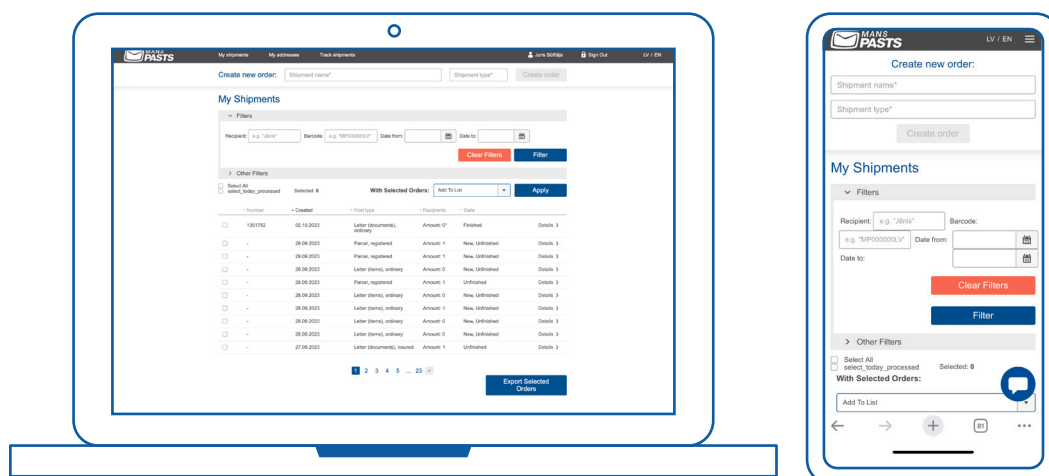 MANS
PASTS
My shipments My addresses Track shipments Sign Out LV / EN
Create new order: Shipment name* Shipment type* Create order
My Shipments
Filters
Recipient: e.g. "Jānis" Barcode: e.g. "MP000000LV" Date from: Date to:
Clear Filters Filter
Other Filters
Select All
select_today_processed Selected: 0 With Selected Orders: Add To List Apply
Number Created Post type Recipients State
1351752 02.10.2023 Letter (documents), ordinary Amount: 0* Finished Details
- 29.09.2023 Parcel, registered Amount: 1 New, Unfinished Details
- 29.09.2023 Parcel, registered Amount: 1 New, Unfinished Details
- 28.09.2023 Letter (items), ordinary Amount: 0 New, Unfinished Details
- 28.09.2023 Parcel, registered Amount: 1 Unfinished Details
- 28.09.2023 Letter (items), ordinary Amount: 0 New, Unfinished Details
- 28.09.2023 Letter (items), ordinary Amount: 1 New, Unfinished Details
- 28.09.2023 Letter (items), ordinary Amount: 0 New, Unfinished Details
- 28.09.2023 Letter (items), ordinary Amount: 0 New, Unfinished Details
- 27.09.2023 Letter (documents), insured Amount: 1 Unfinished Details
1 2 3 4 5 ... 23
Export Selected
Orders
MANS
PASTS
LV / EN
Create new order:
Shipment name*
Shipment type*
Create order
My Shipments
Filters
Recipient: e.g. "Jānis" Barcode:
e.g. "MP000000LV" Date from:
Date to:
Clear Filters
Filter
Other Filters
Select All
select_today_processed Selected: 0
With Selected Orders:
Add To List
81